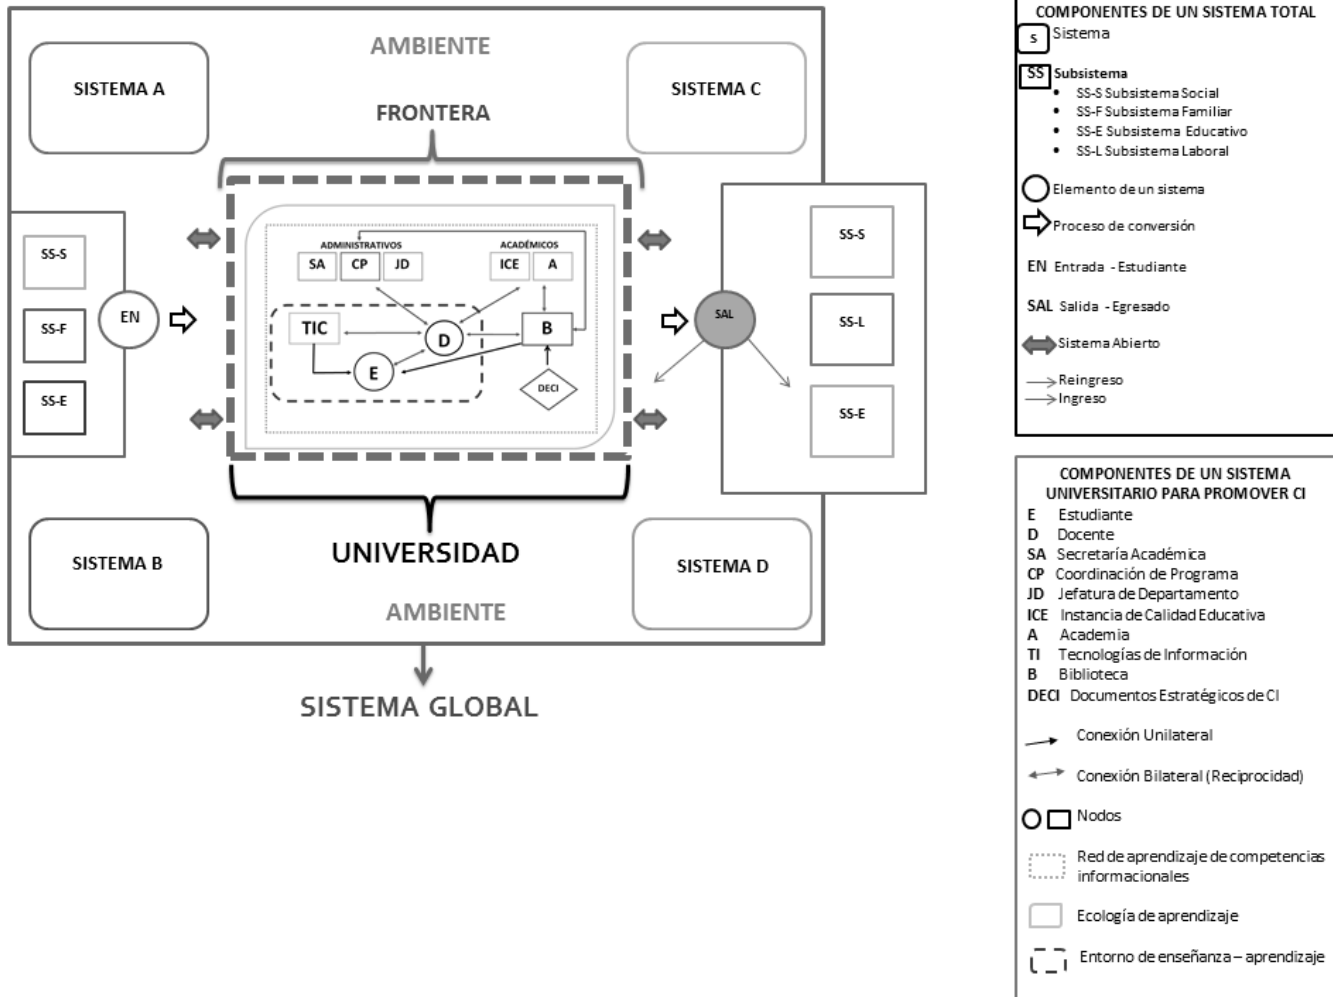 AMBIENTE
SISTEMA A
SISTEMA C
FRONTERA
ADMINISTRATIVOS
ACADÉMICOS
SA
CP
JD
ICE
A
TIC
D
B
E
DECI
SS-S
SS-F
SS-E
EN
SAL
SS-S
SS-L
SS-E
UNIVERSIDAD
SISTEMA B
SISTEMA D
AMBIENTE
SISTEMA GLOBAL
COMPONENTES DE UN SISTEMA TOTAL
S Sistema
SS Subsistema
• SS-S Subsistema Social
• SS-F Subsistema Familiar
• SS-E Subsistema Educativo
• SS-L Subsistema Laboral
Elemento de un sistema
Proceso de conversión
EN Entrada - Estudiante
SAL Salida - Egresado
Sistema Abierto
Reingreso
Ingreso
COMPONENTES DE UN SISTEMA
UNIVERSITARIO PARA PROMOVER CI
E Estudiante
D Docente
SA Secretaría Académica
CP Coordinación de Programa
JD Jefatura de Departamento
ICE Instancia de Calidad Educativa
A Academia
TI Tecnologías de Información
B Biblioteca
DECI Documentos Estratégicos de CI
Conexión Unilateral
Conexión Bilateral (Reciprocidad)
Nodos
Red de aprendizaje de competencias
informacionales
Ecología de aprendizaje
Entorno de enseñanza – aprendizaje